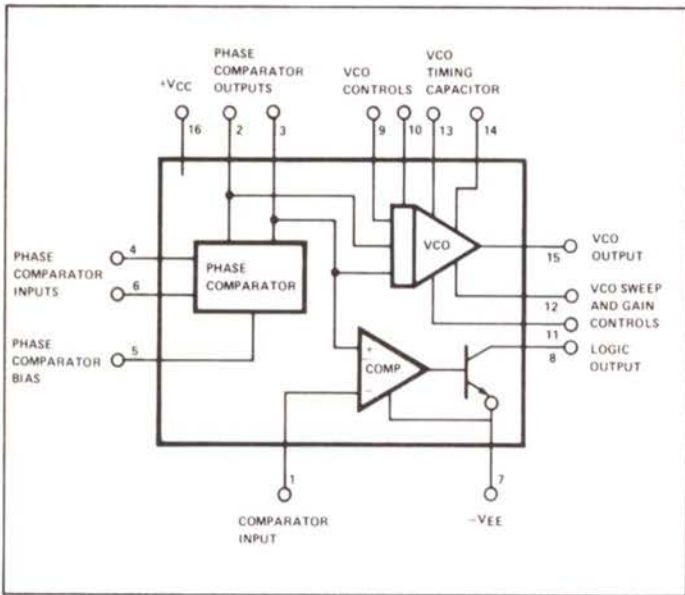 PHASE
COMPARATOR
OUTPUTS
VCO
CONTROLS
VCO
TIMING
CAPACITOR
+VCC
16
2
3
9
10
13
14
PHASE
COMPARATOR
INPUTS
4
6
PHASE
COMPARATOR
VCO
15
VCO
OUTPUT
12
VCO SWEEP
AND GAIN
CONTROLS
11
PHASE
COMPARATOR
BIAS
5
+
COMP.
−
8
LOGIC
OUTPUT
1
7
COMPARATOR
INPUT
−VEE